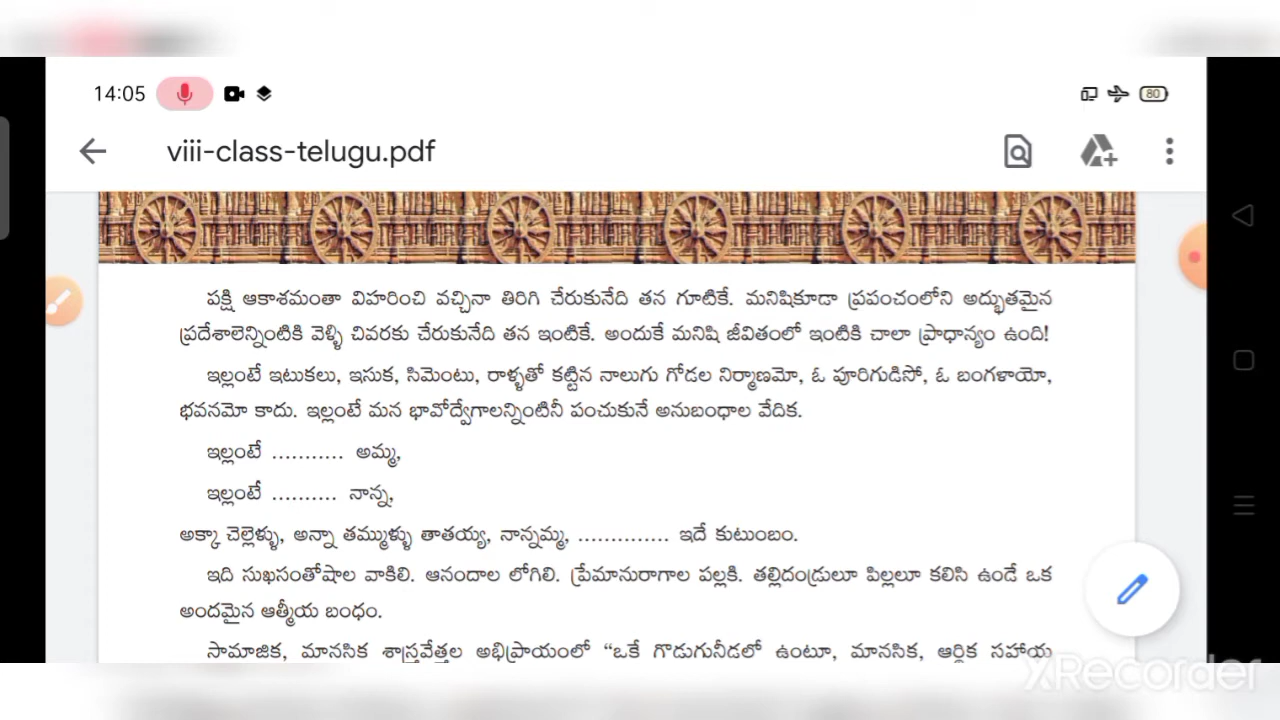 14:05
80
viii-class-telugu.pdf
పక్షి ఆకాశమంతా విహరించి వచ్చినా తిరిగి చేరుకునేది తన గూటికే. మనిషికూడా ప్రపంచంలోని అద్భుతమైన
ప్రదేశాలెన్నింటికి వెళ్ళి చివరకు చేరుకునేది తన ఇంటికే. అందుకే మనిషి జీవితంలో ఇంటికి చాలా ప్రాధాన్యం ఉంది!
ఇల్లంటే ఇటుకలు, ఇసుక, సిమెంటు, రాళ్ళతో కట్టిన నాలుగు గోడల నిర్మాణమో, ఓ పూరిగుడిసో, ఓ బంగళాయో,
భవనమో కాదు. ఇల్లంటే మన భావోద్వేగాలన్నింటినీ పంచుకునే అనుబంధాల వేదిక.
ఇల్లంటే ........... అమ్మ,
ఇల్లంటే .......... నాన్న,
అక్కా చెల్లెళ్ళు, అన్నా తమ్ముళ్ళు తాతయ్య, నాన్నమ్మ, .............. ఇదే కుటుంబం.
ఇది సుఖసంతోషాల వాకిలి. ఆనందాల లోగిలి. ప్రేమానురాగాల పల్లకి. తల్లిదండ్రులూ పిల్లలూ కలిసి ఉండే ఒక
అందమైన ఆత్మీయ బంధం.
సామాజిక, మానసిక శాస్త్రవేత్తల అభిప్రాయంలో “ఒకే గొడుగునీడలో ఉంటూ, మానసిక, ఆర్థిక సహాయ
XRecorder